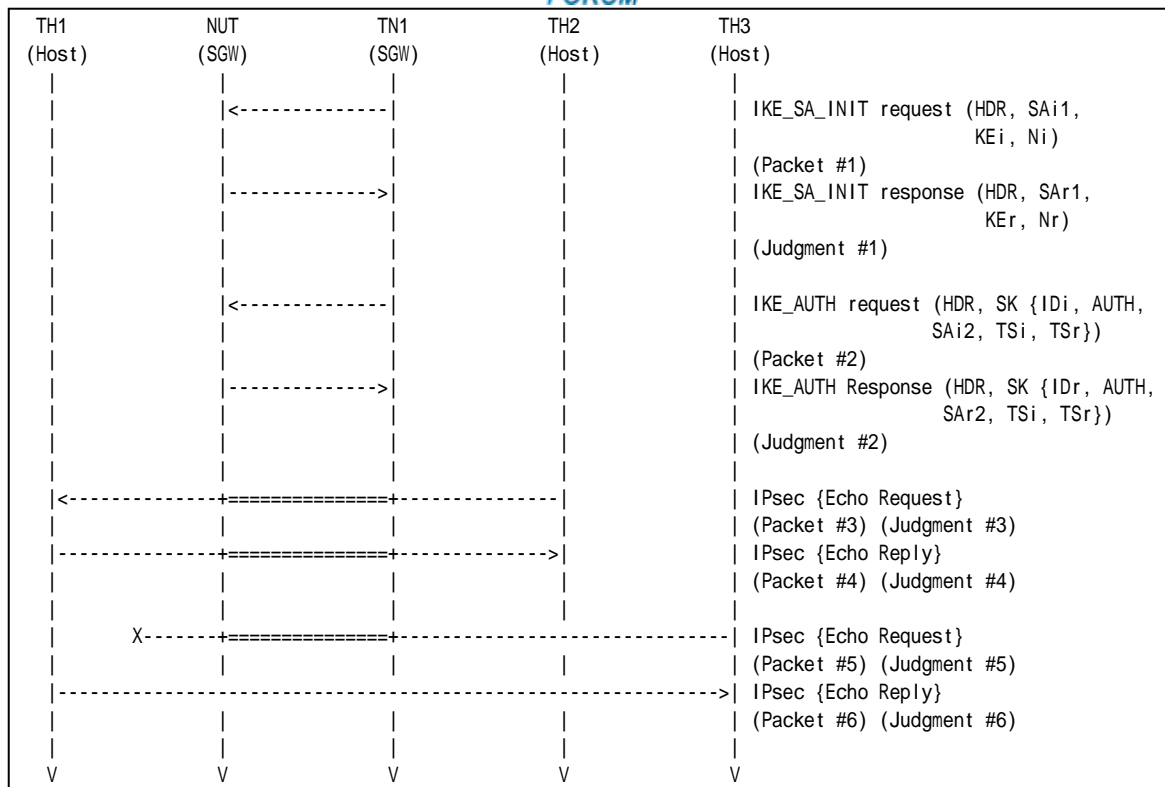 FORUM
TH1 NUT TN1 TH2 TH3
(Host) (SGW) (SGW) (Host) (Host)
| | | | |
| |<--------------| | | IKE_SA_INIT request (HDR, SAi1,
| | | | | KEi, Ni)
| | | | | (Packet #1)
| |-------------->| | | IKE_SA_INIT response (HDR, SAr1,
| | | | | KEr, Nr)
| | | | | (Judgment #1)
| | | | |
| |<--------------| | | IKE_AUTH request (HDR, SK {IDi, AUTH,
| | | | | SAi2, TSi, TSr})
| | | | | (Packet #2)
| |-------------->| | | IKE_AUTH Response (HDR, SK {IDr, AUTH,
| | | | | SAr2, TSi, TSr})
| | | | | (Judgment #2)
| | | | |
|<--------------+===============+--------------| | IPsec {Echo Request}
| | | | | (Packet #3) (Judgment #3)
|---------------+===============+------------->| | IPsec {Echo Reply}
| | | | | (Packet #4) (Judgment #4)
| | | | |
| X-------+===============+------------------------------| IPsec {Echo Request}
| | | | | (Packet #5) (Judgment #5)
|------------------------------------------------------------->| IPsec {Echo Reply}
| | | | | (Packet #6) (Judgment #6)
| | | | |
V V V V V